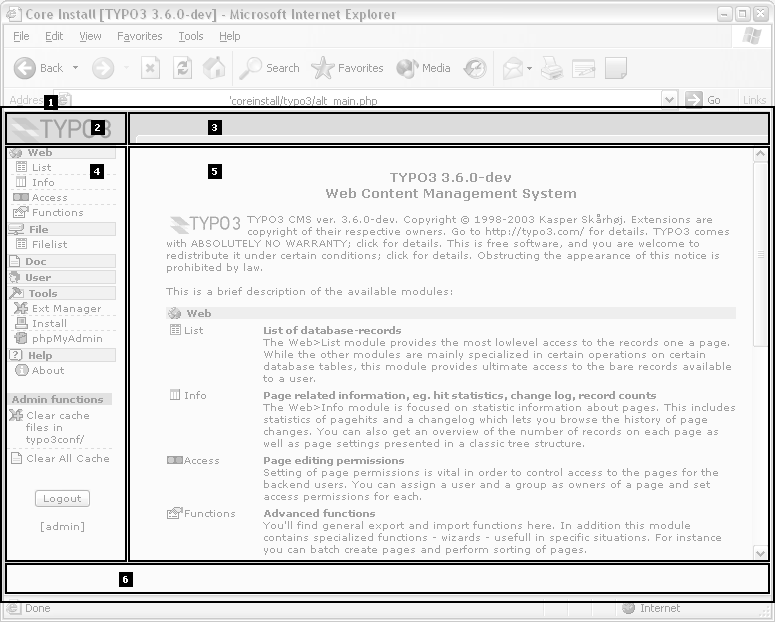 Core Install [TYPO3 3.6.0-dev] - Microsoft Internet Explorer
File Edit View Favorites Tools Help
Back Search Favorites Media
Address 'coreinstall/typo3/alt_main.php Go Links
1
TYPO3 2 3
Web
List 4 5
Info
Access
Functions
File
Filelist
Doc
User
Tools
Ext Manager
Install
phpMyAdmin
Help
About
Admin functions
Clear cache
files in
typo3conf/
Clear All Cache
Logout
[admin]
TYPO3 3.6.0-dev
Web Content Management System
TYPO3 TYPO3 CMS ver. 3.6.0-dev. Copyright © 1998-2003 Kasper Skårhøj. Extensions are
copyright of their respective owners. Go to http://typo3.com/ for details. TYPO3 comes
with ABSOLUTELY NO WARRANTY; click for details. This is free software, and you are welcome to
redistribute it under certain conditions; click for details. Obstructing the appearance of this notice is
prohibited by law.
This is a brief description of the available modules:
Web
List List of database-records
The Web>List module provides the most lowlevel access to the records one a page.
While the other modules are mainly specialized in certain operations on certain
database tables, this module provides ultimate access to the bare records available
to a user.
Info Page related information, eg. hit statistics, change log, record counts
The Web>Info module is focused on statistic information about pages. This includes
statistics of pagehits and a changelog which lets you browse the history of page
changes. You can also get an overview of the number of records on each page as
well as page settings presented in a classic tree structure.
Access Page editing permissions
Setting of page permissions is vital in order to control access to the pages for the
backend users. You can assign a user and a group as owners of a page and set
access permissions for each.
Functions Advanced functions
You'll find general export and import functions here. In addition this module
contains specialized functions - wizards - usefull in specific situations. For instance
you can batch create pages and perform sorting of pages.
6
Done Internet